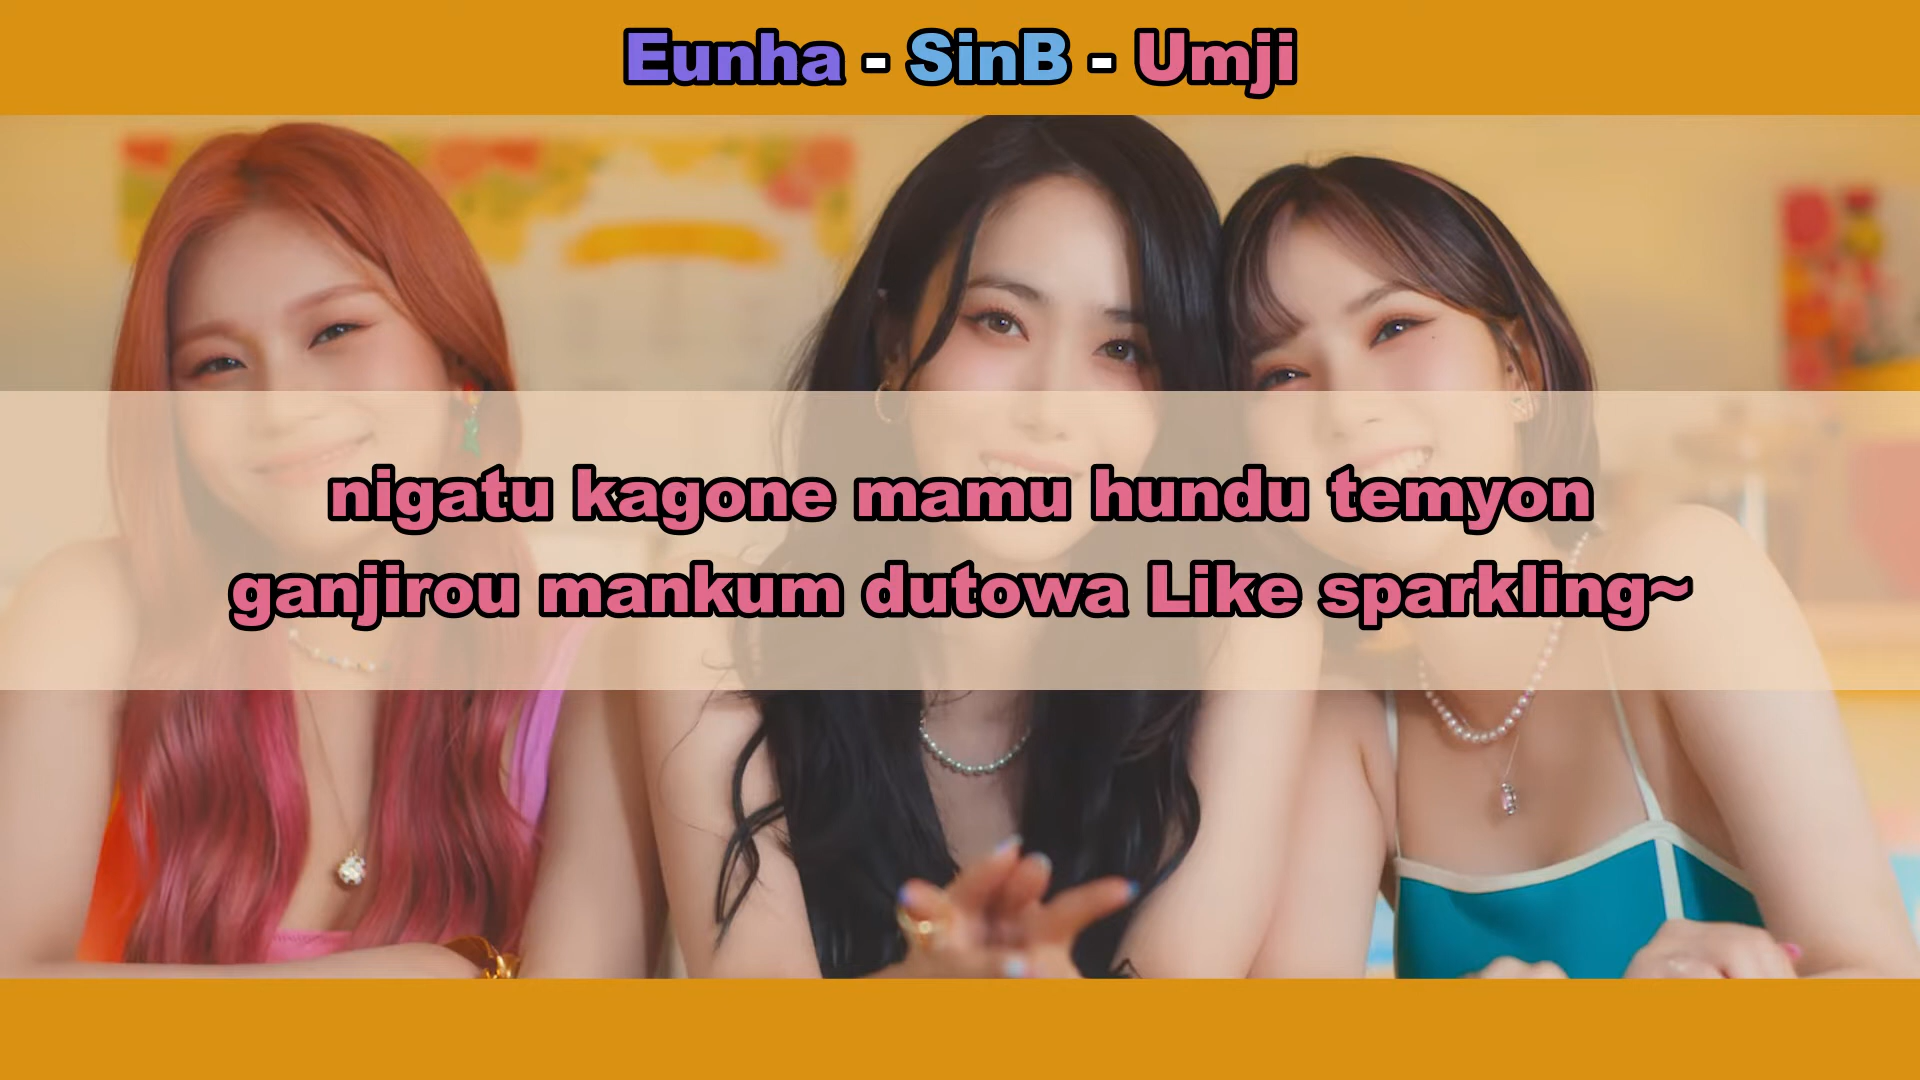 Eunha - SinB - Umji
nigatu kagone mamu hundu temyon
ganjirou mankum dutowa Like sparkling~